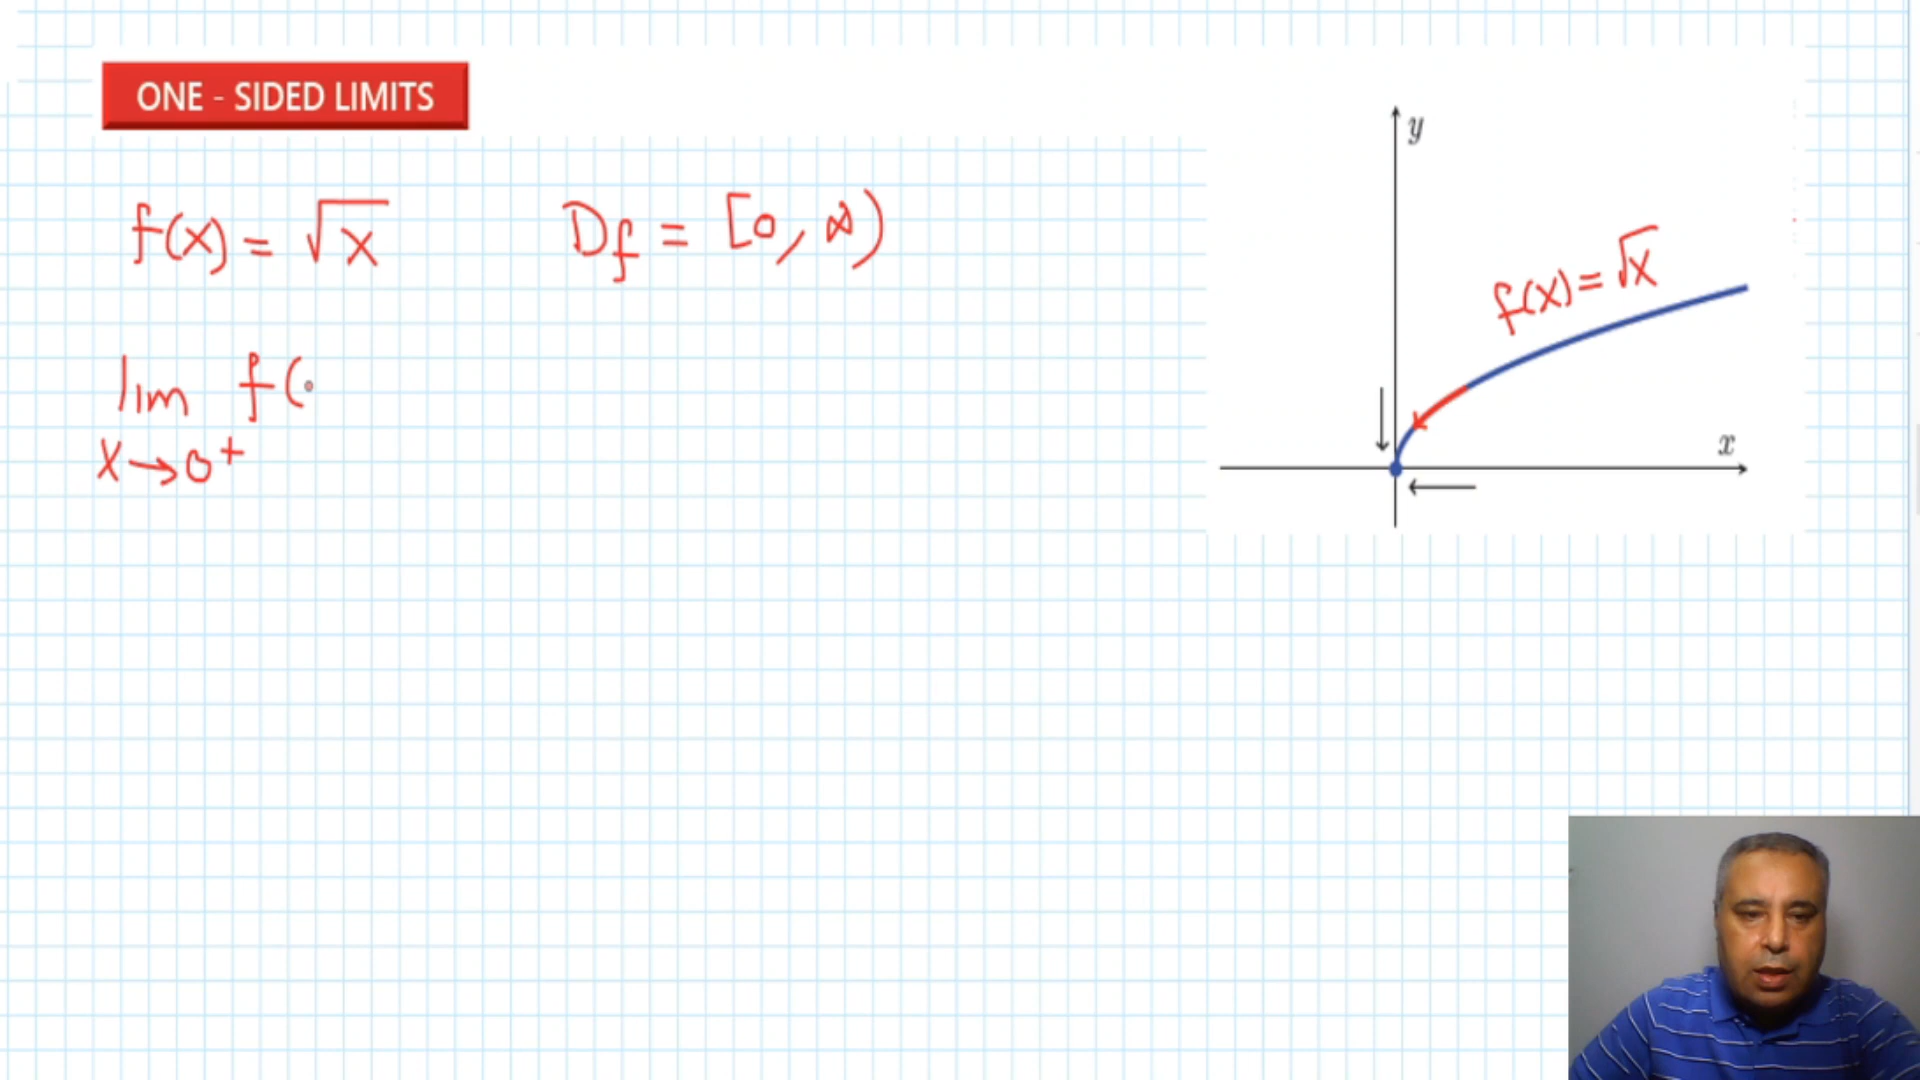 ONE - SIDED LIMITS
f(x) = √x    Df = [0, ∞)
lim f(
x→0+
y
f(x) = √x
x